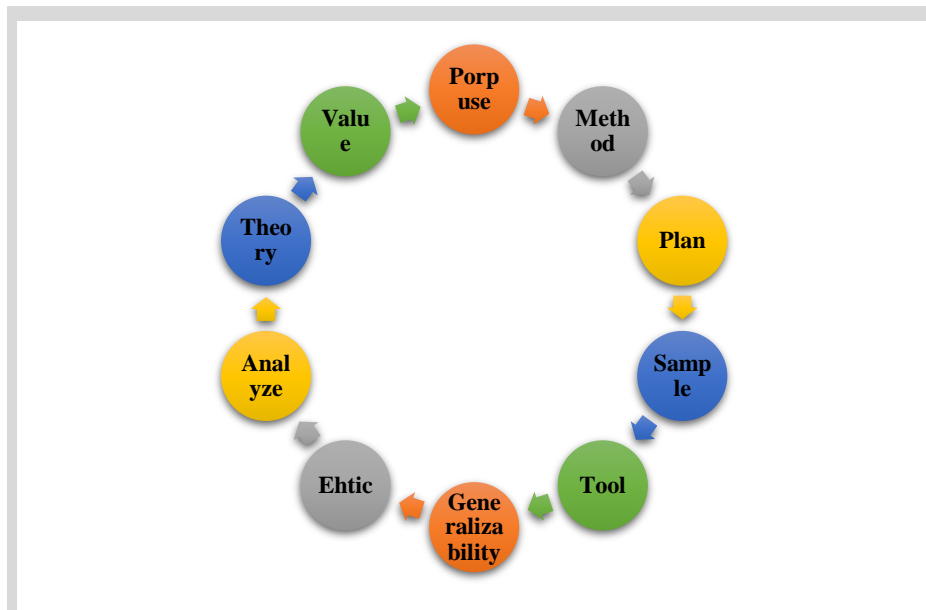 Porp
use
Meth
od
Plan
Samp
le
Tool
Gene
raliza
bility
Ehtic
Anal
yze
Theo
ry
Valu
e